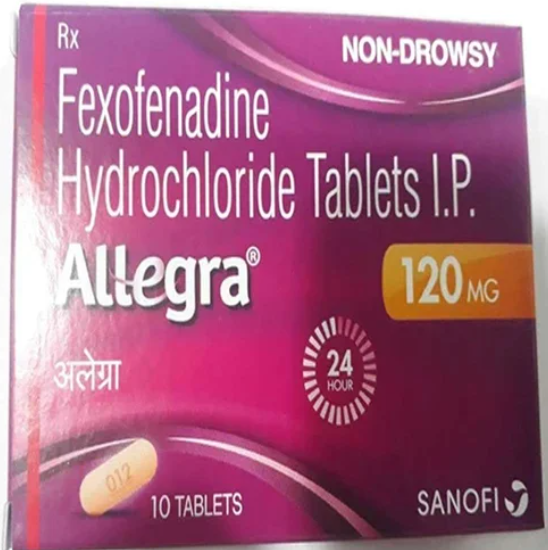 Rx
NON-DROWSY
Fexofenadine
Hydrochloride Tablets I.P.
Allegra®
120 MG
अलेग्रा
24
HOUR
012
10 TABLETS
SANOFI